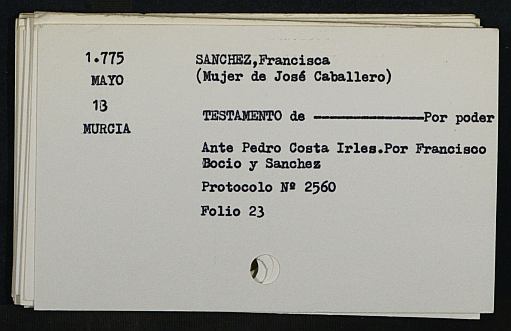 1.775
MAYO
13
MURCIA
SANCHEZ,Francisca
(Mujer de José Caballero)
TESTAMENTO de ----------------Por poder
Ante Pedro Costa Irles.Por Francisco
Bocio y Sanchez
Protocolo Nº 2560
Folio 23